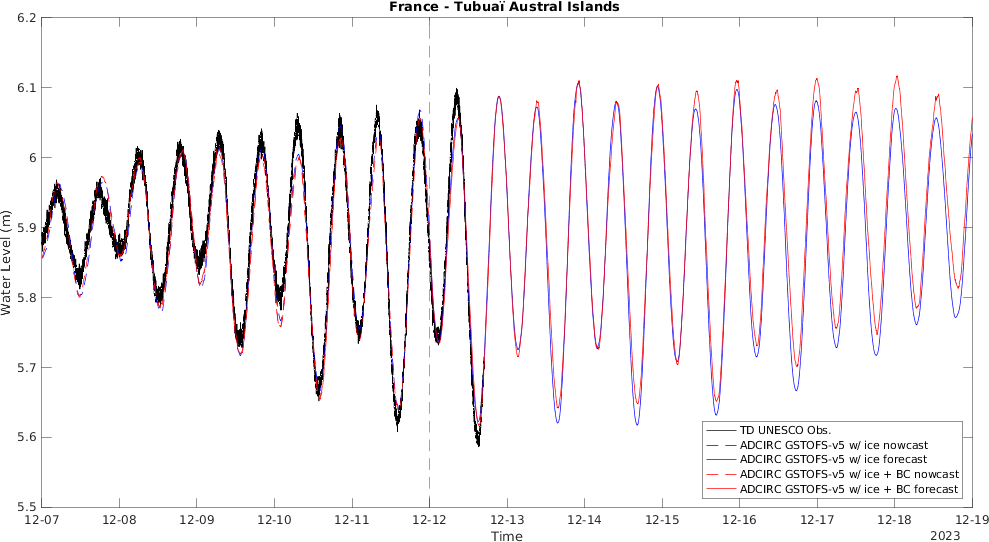 France - Tubuaï Austral Islands
6.2
6.1
6
5.9
5.8
5.7
5.6
5.5
Water Level (m)
TD UNESCO Obs.
ADCIRC GSTOFS-v5 w/ ice nowcast
ADCIRC GSTOFS-v5 w/ ice forecast
ADCIRC GSTOFS-v5 w/ ice + BC nowcast
ADCIRC GSTOFS-v5 w/ ice + BC forecast
12-07 12-08 12-09 12-10 12-11 12-12 12-13 12-14 12-15 12-16 12-17 12-18 12-19
Time
2023